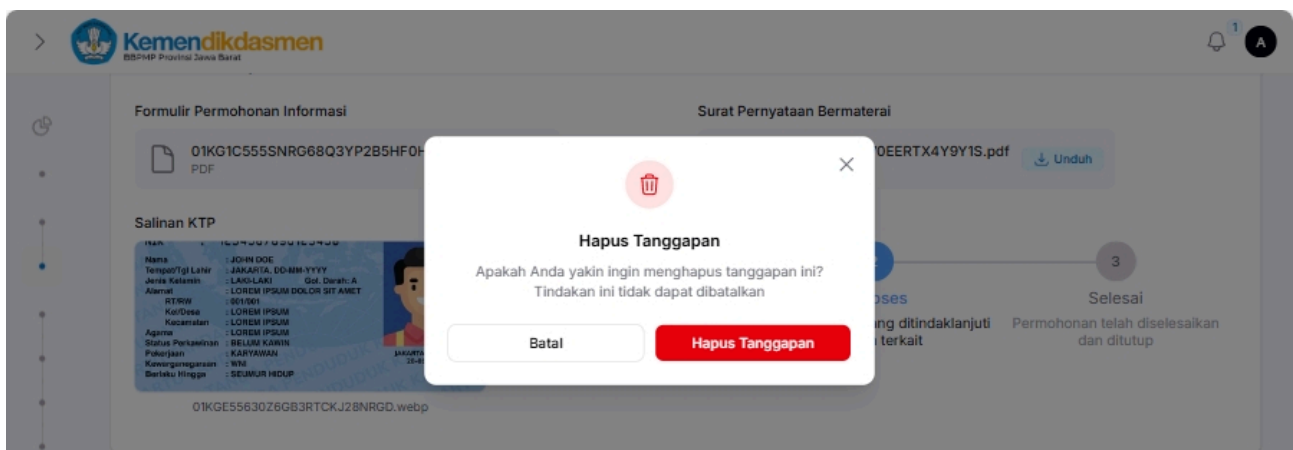 Kemendikdasmen
BBPMP Provinsi Jawa Barat
1
A
Formulir Permohonan Informasi
Surat Pernyataan Bermaterai
01KG1C555SNRG68Q3YP2B5HF0H
PDF
0EERTX4Y9Y1S.pdf
Unduh
Salinan KTP
Nama : JOHN DOE
Tempat/Tgl Lahir : JAKARTA, DD-MM-YYYY
Jenis Kelamin : LAKI-LAKI Gol. Darah: A
Alamat : LOREM IPSUM DOLOR SIT AMET
RT/RW : 001/001
Kel/Desa : LOREM IPSUM
Kecamatan : LOREM IPSUM
Agama : LOREM IPSUM
Status Perkawinan : BELUM KAWIN
Pekerjaan : KARYAWAN
Kewarganegaraan : WNI
Berlaku Hingga : SEUMUR HIDUP
01KGE55630Z6GB3RTCKJ28NRGD.webp
Hapus Tanggapan
Apakah Anda yakin ingin menghapus tanggapan ini?
Tindakan ini tidak dapat dibatalkan
Batal
Hapus Tanggapan
ditindaklanjuti
terkait
3
Selesai
Permohonan telah diselesaikan
dan ditutup